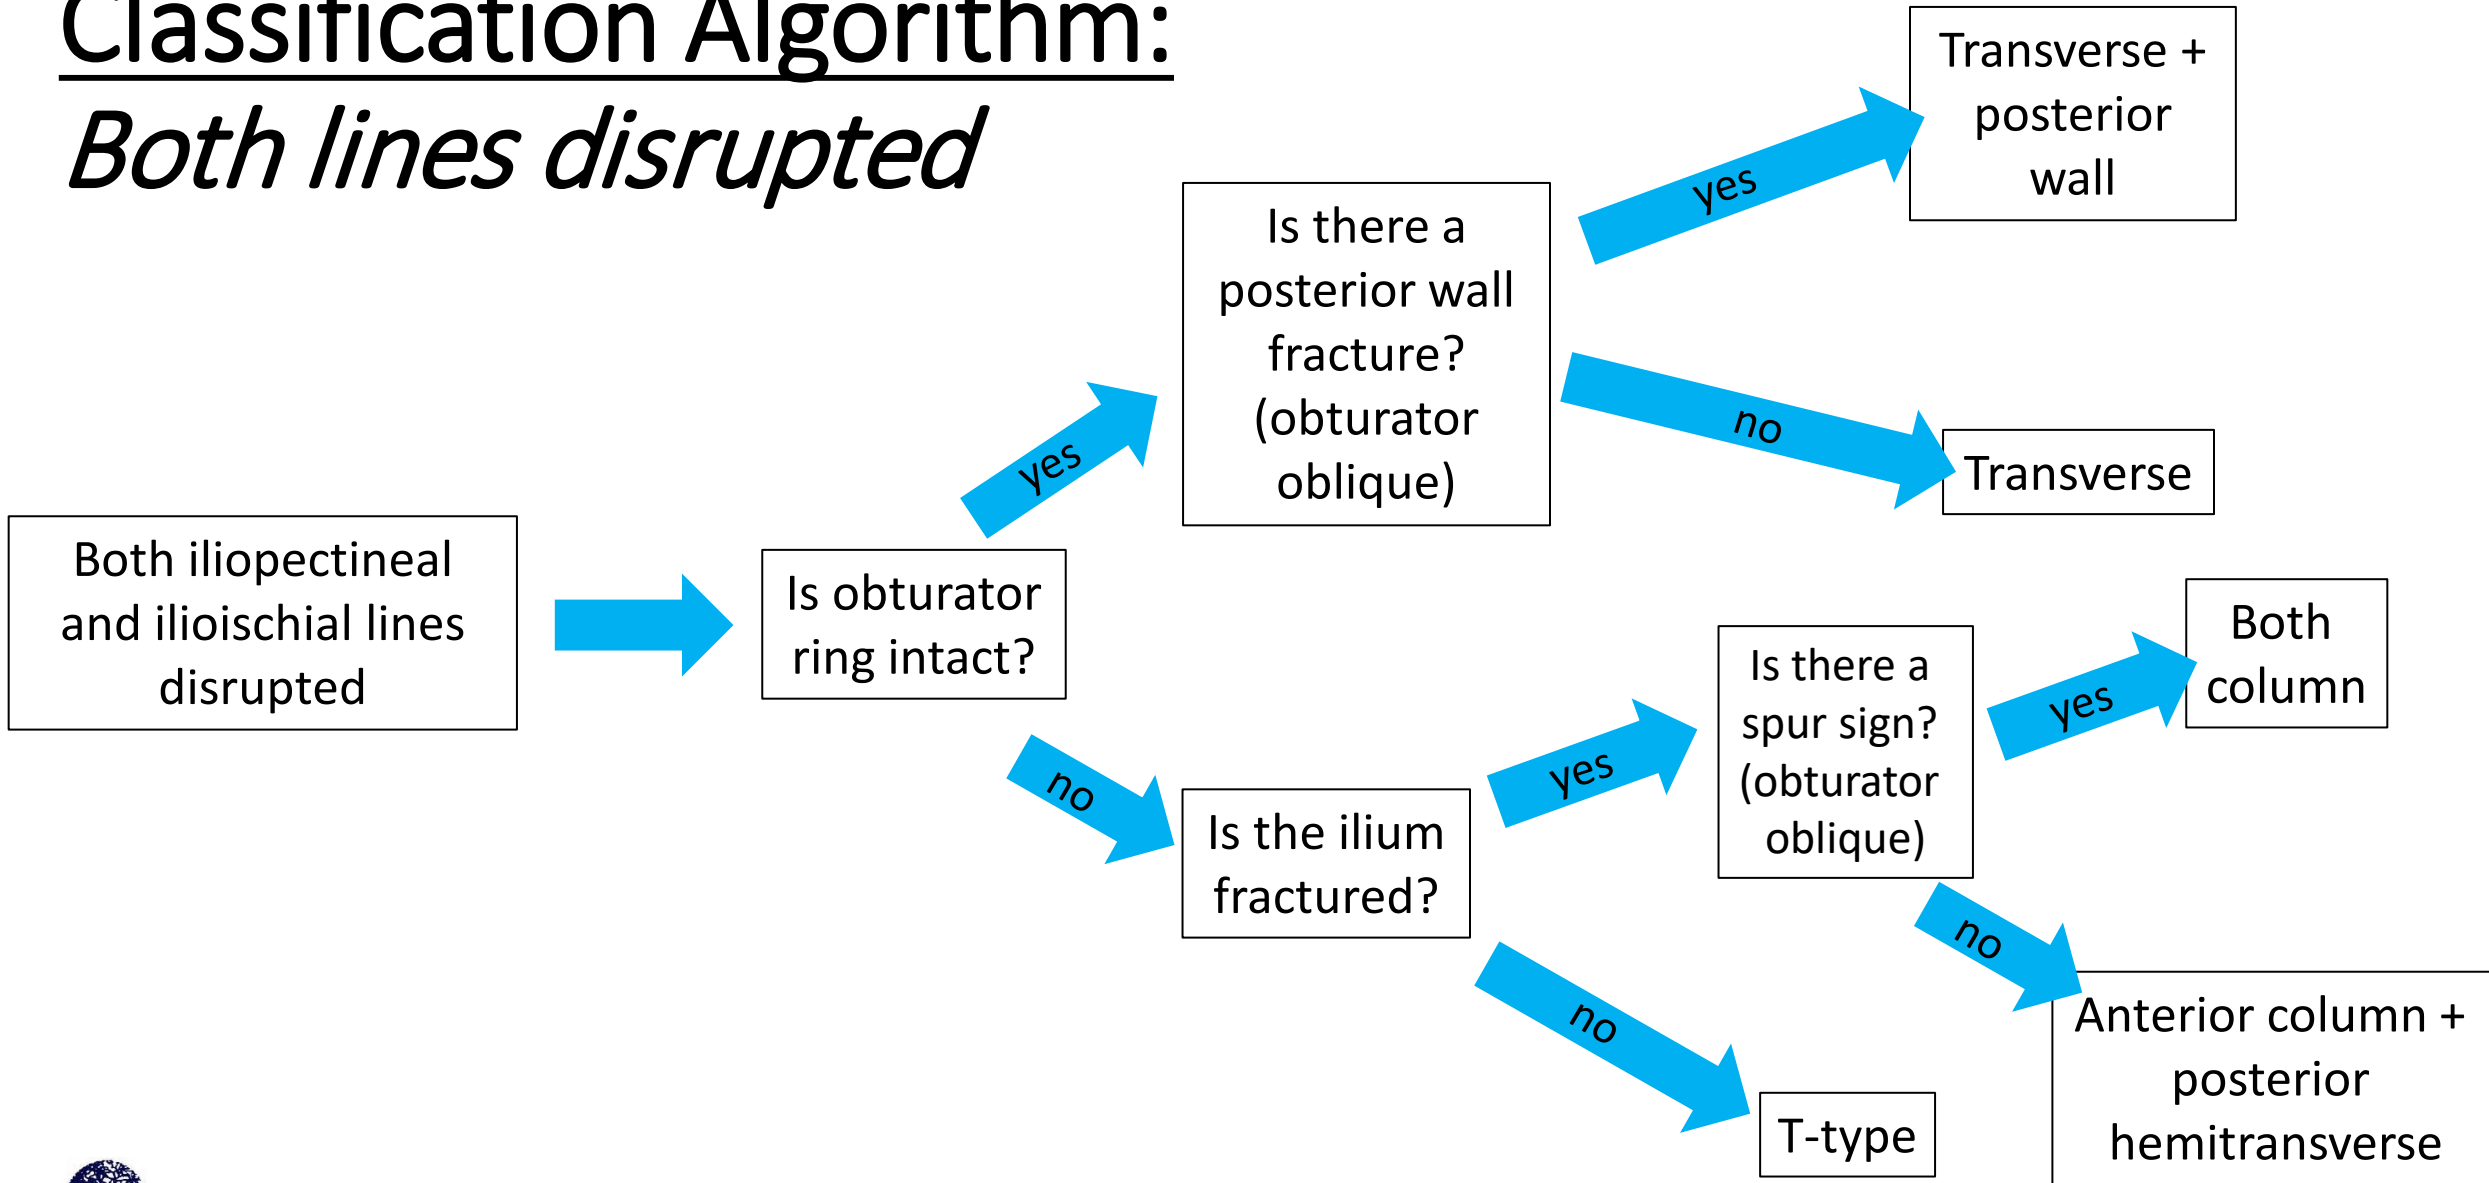 Classification Algorithm:
Both lines disrupted
Both iliopectineal
and ilioischial lines
disrupted
Is obturator
ring intact?
yes
Is there a
posterior wall
fracture?
(obturator
oblique)
yes
Transverse +
posterior
wall
no
Transverse
no
Is the ilium
fractured?
yes
Is there a
spur sign?
(obturator
oblique)
yes
Both
column
no
Anterior column +
posterior
hemitransverse
no
T-type